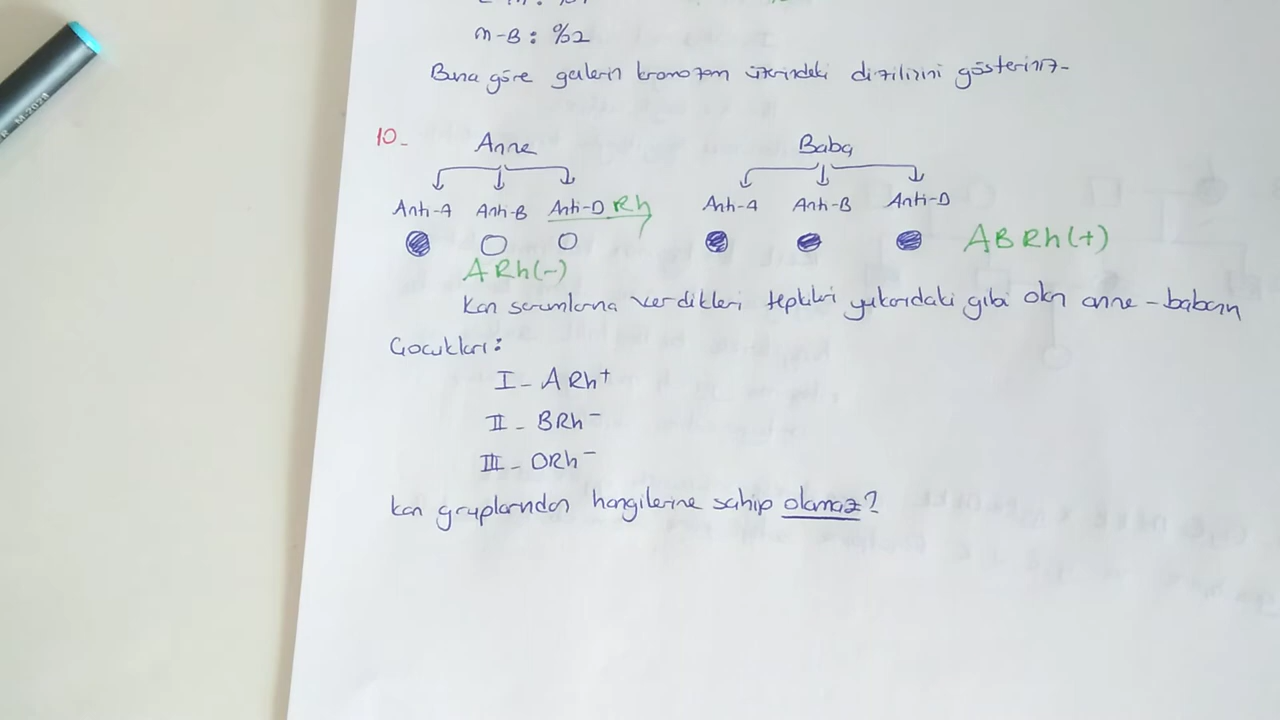 m-B: %2
Buna göre genlerin kromozom üzerindeki dizilişini gösteriniz-
10-
Anne Baba
Anti-A Anti-B Anti-D Rh Anti-A Anti-B Anti-D
ARh(-) ABRh(+)
Kan serumlarına verdikleri tepkileri yukarıdaki gibi olan anne-babanın
Çocukları:
I- ARh+
II- BRh-
III- ORh-
kan gruplarından hangilerine sahip olamaz?
M-2028